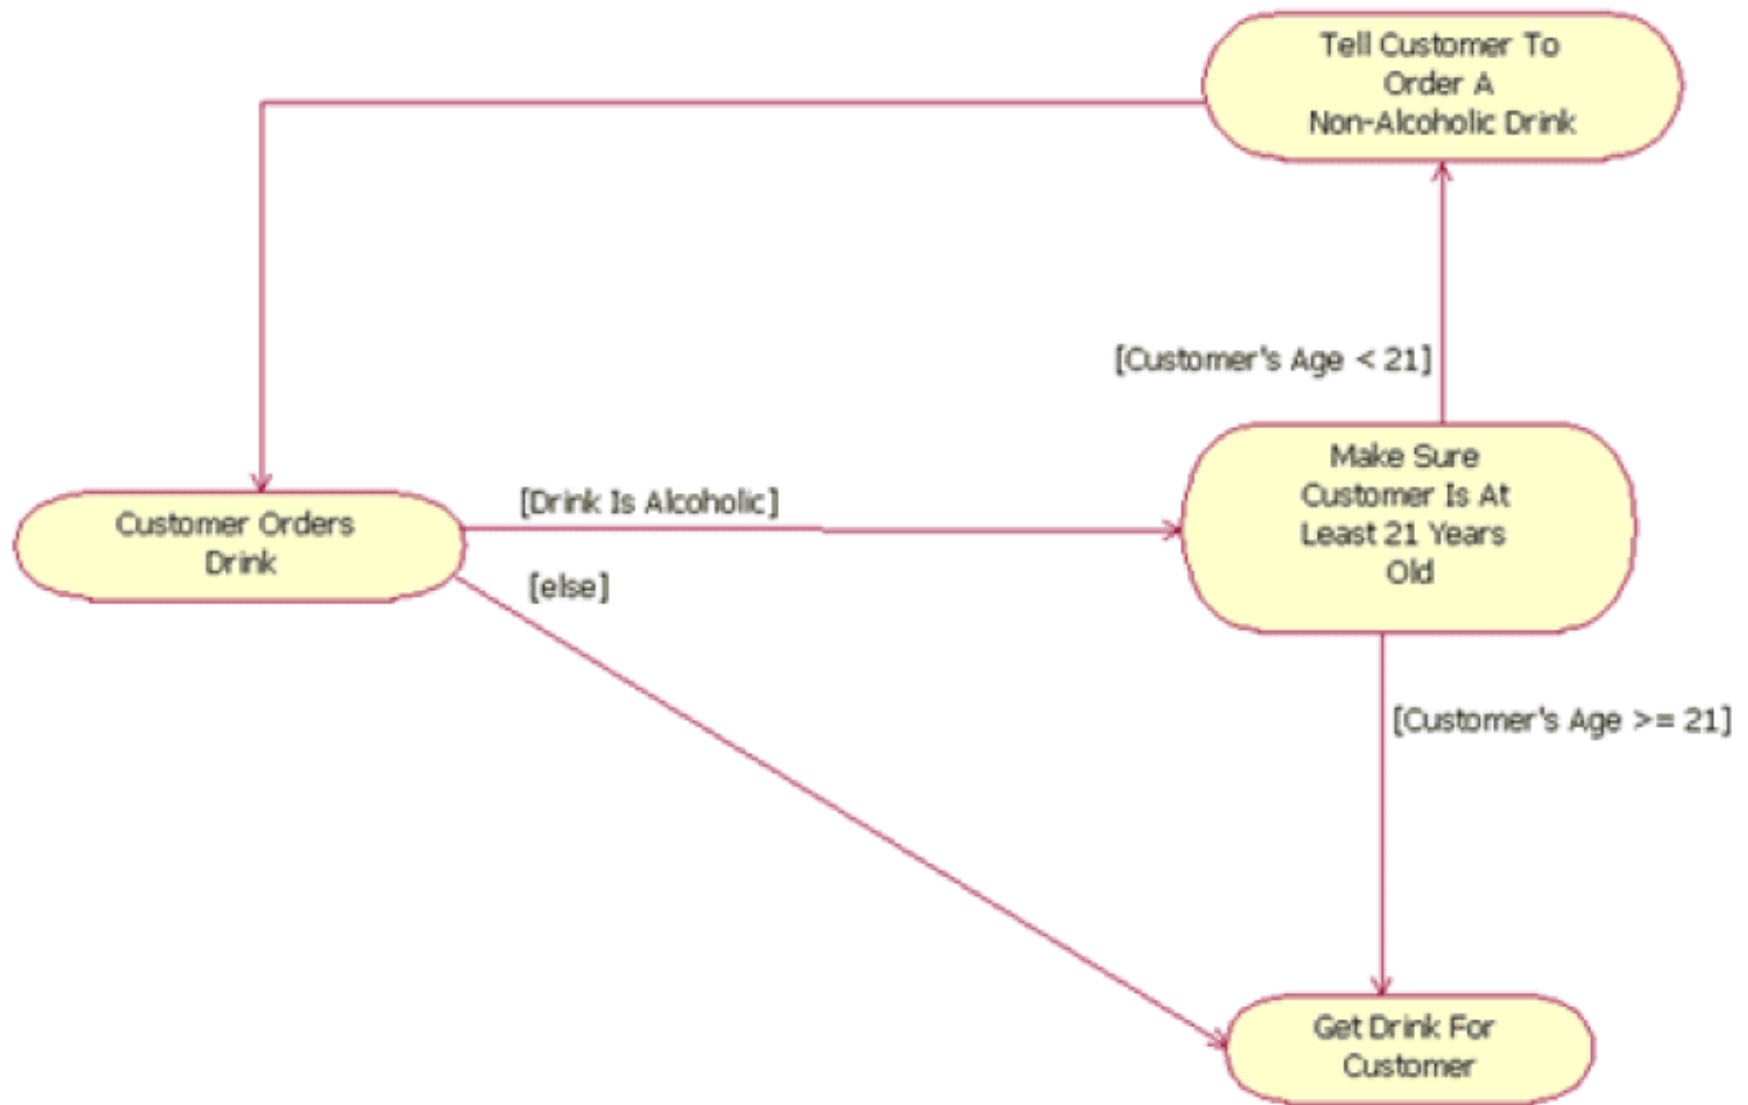 Tell Customer To
Order A
Non-Alcoholic Drink
[Customer's Age < 21]
Make Sure
Customer Is At
Least 21 Years
Old
[Drink Is Alcoholic]
Customer Orders
Drink
[else]
[Customer's Age >= 21]
Get Drink For
Customer